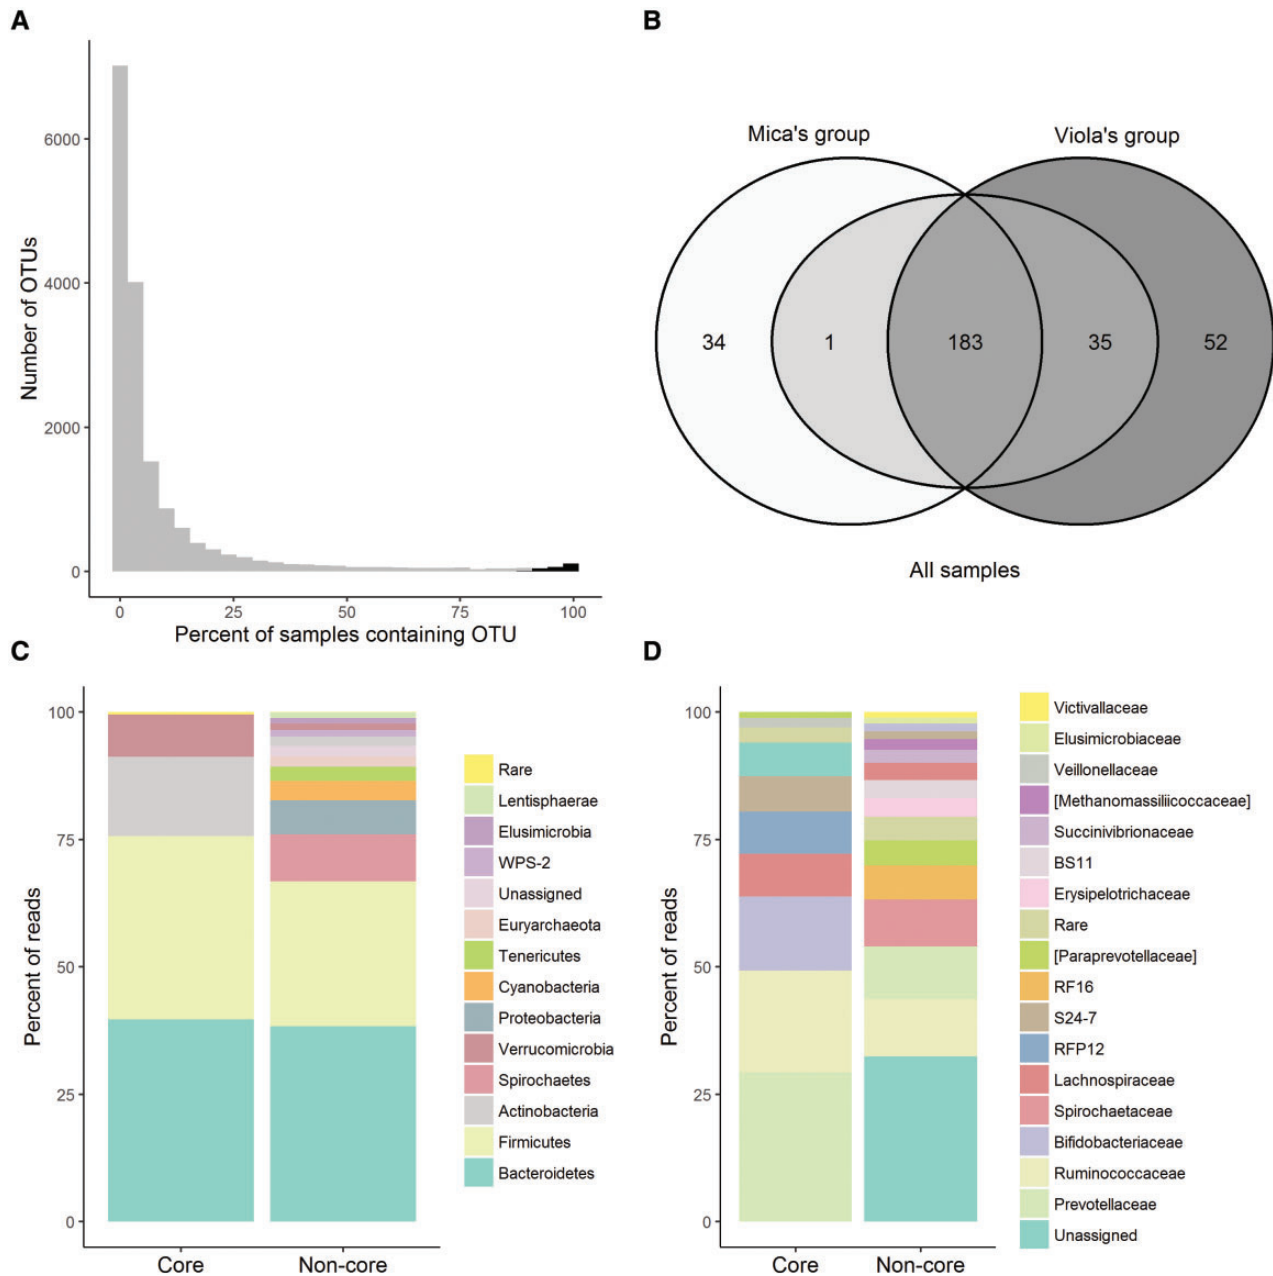 A
Number of OTUs
6000
4000
2000
0
0 25 50 75 100
Percent of samples containing OTU
B
Mica's group Viola's group
34 1 183 35 52
All samples
C
Percent of reads
100
75
50
25
0
Core Non-core
Rare
Lentisphaerae
Elusimicrobia
WPS-2
Unassigned
Euryarchaeota
Tenericutes
Cyanobacteria
Proteobacteria
Verrucomicrobia
Spirochaetes
Actinobacteria
Firmicutes
Bacteroidetes
D
Percent of reads
100
75
50
25
0
Core Non-core
Victivallaceae
Elusimicrobiaceae
Veillonellaceae
[Methanomassiliicoccaceae]
Succinivibrionaceae
BS11
Erysipelotrichaceae
Rare
[Paraprevotellaceae]
RF16
S24-7
RFP12
Lachnospiraceae
Spirochaetaceae
Bifidobacteriaceae
Ruminococcaceae
Prevotellaceae
Unassigned